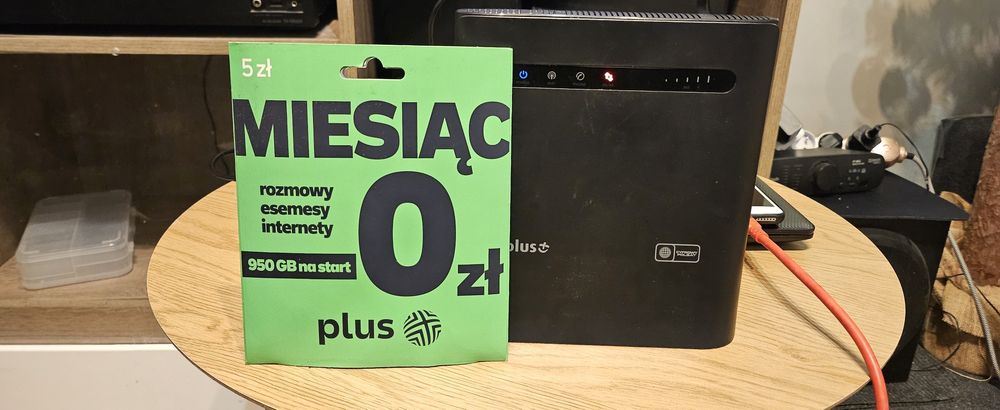 5 zł
MIESIĄC
rozmowy
esemesy
internety
950 GB na start
0 zł
plus
plus